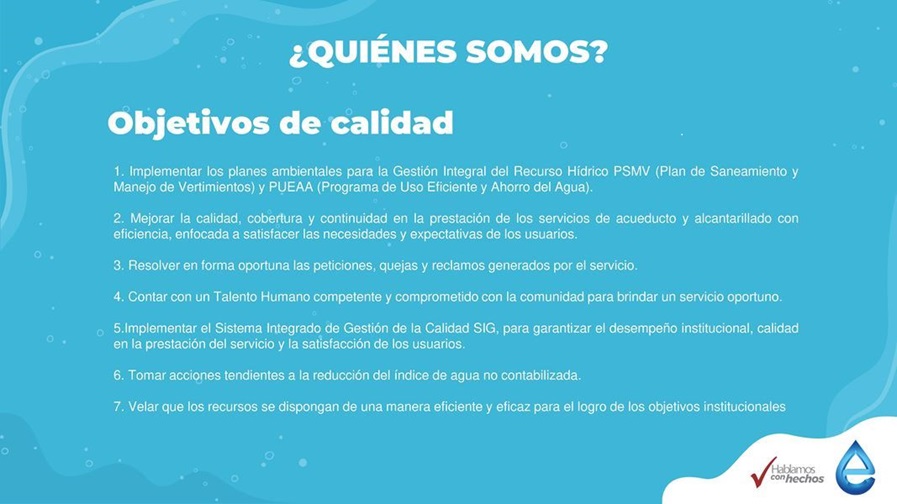 ¿QUIÉNES SOMOS?
Objetivos de calidad
1. Implementar los planes ambientales para la Gestión Integral del Recurso Hídrico PSMV (Plan de Saneamiento y
Manejo de Vertimientos) y PUEAA (Programa de Uso Eficiente y Ahorro del Agua).
2. Mejorar la calidad, cobertura y continuidad en la prestación de los servicios de acueducto y alcantarillado con
eficiencia, enfocada a satisfacer las necesidades y expectativas de los usuarios.
3. Resolver en forma oportuna las peticiones, quejas y reclamos generados por el servicio.
4. Contar con un Talento Humano competente y comprometido con la comunidad para brindar un servicio oportuno.
5.Implementar el Sistema Integrado de Gestión de la Calidad SIG, para garantizar el desempeño institucional, calidad
en la prestación del servicio y la satisfacción de los usuarios.
6. Tomar acciones tendientes a la reducción del índice de agua no contabilizada.
7. Velar que los recursos se dispongan de una manera eficiente y eficaz para el logro de los objetivos institucionales
Hablamos
con hechos
e